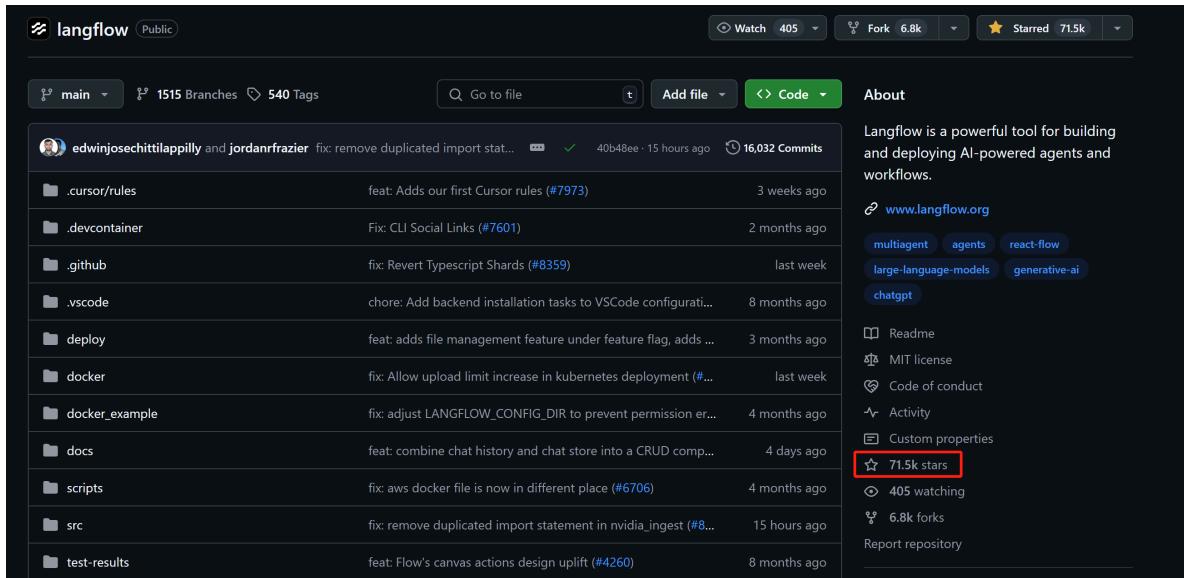 langflow Public Watch 405 Fork 6.8k Starred 71.5k
main 1515 Branches 540 Tags Go to file t Add file Code
edwinjosechittilappilly and jordanrfrazier fix: remove duplicated import stat... 40b48ee · 15 hours ago 16,032 Commits
.cursor/rules feat: Adds our first Cursor rules (#7973) 3 weeks ago
.devcontainer Fix: CLI Social Links (#7601) 2 months ago
.github fix: Revert Typescript Shards (#8359) last week
.vscode chore: Add backend installation tasks to VSCode configurati... 8 months ago
deploy feat: adds file management feature under feature flag, adds ... 3 months ago
docker fix: Allow upload limit increase in kubernetes deployment (#... last week
docker_example fix: adjust LANGFLOW_CONFIG_DIR to prevent permission er... 4 months ago
docs feat: combine chat history and chat store into a CRUD comp... 4 days ago
scripts fix: aws docker file is now in different place (#6706) 4 months ago
src fix: remove duplicated import statement in nvidia_ingest (#8... 15 hours ago
test-results feat: Flow's canvas actions design uplift (#4260) 8 months ago
About
Langflow is a powerful tool for building
and deploying AI-powered agents and
workflows.
www.langflow.org
multiagent agents react-flow
large-language-models generative-ai
chatgpt
Readme
MIT license
Code of conduct
Activity
Custom properties
71.5k stars
405 watching
6.8k forks
Report repository